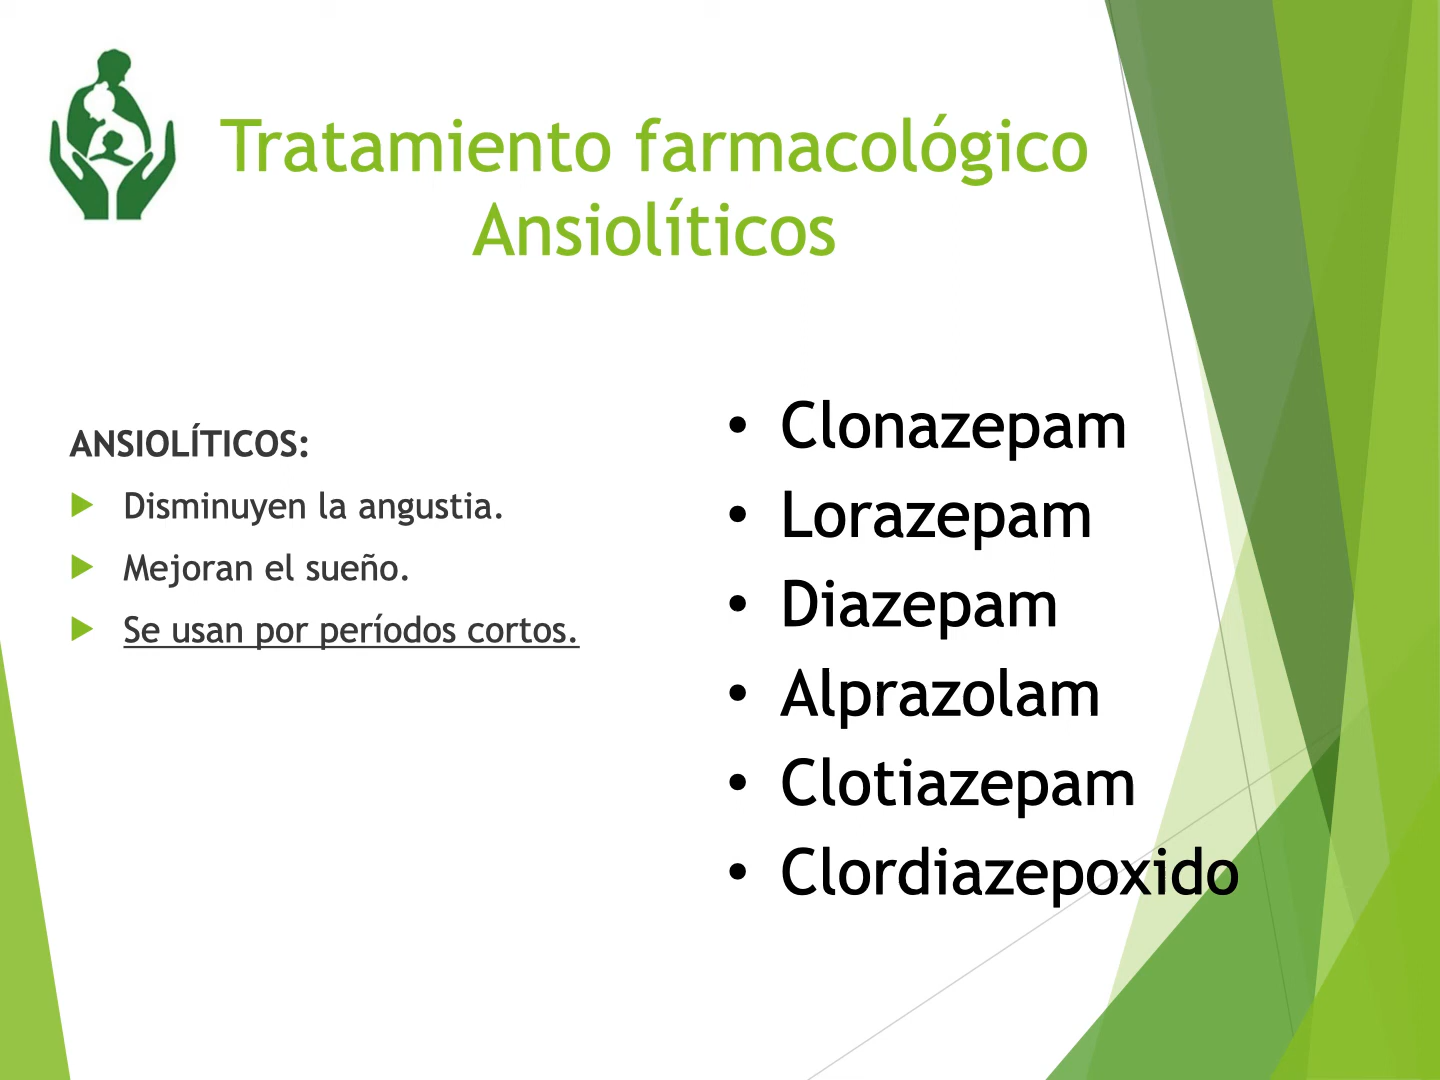 Tratamiento farmacológico
Ansiolíticos
ANSIOLÍTICOS:
Disminuyen la angustia.
Mejoran el sueño.
Se usan por períodos cortos.
• Clonazepam
• Lorazepam
• Diazepam
• Alprazolam
• Clotiazepam
• Clordiazepoxido